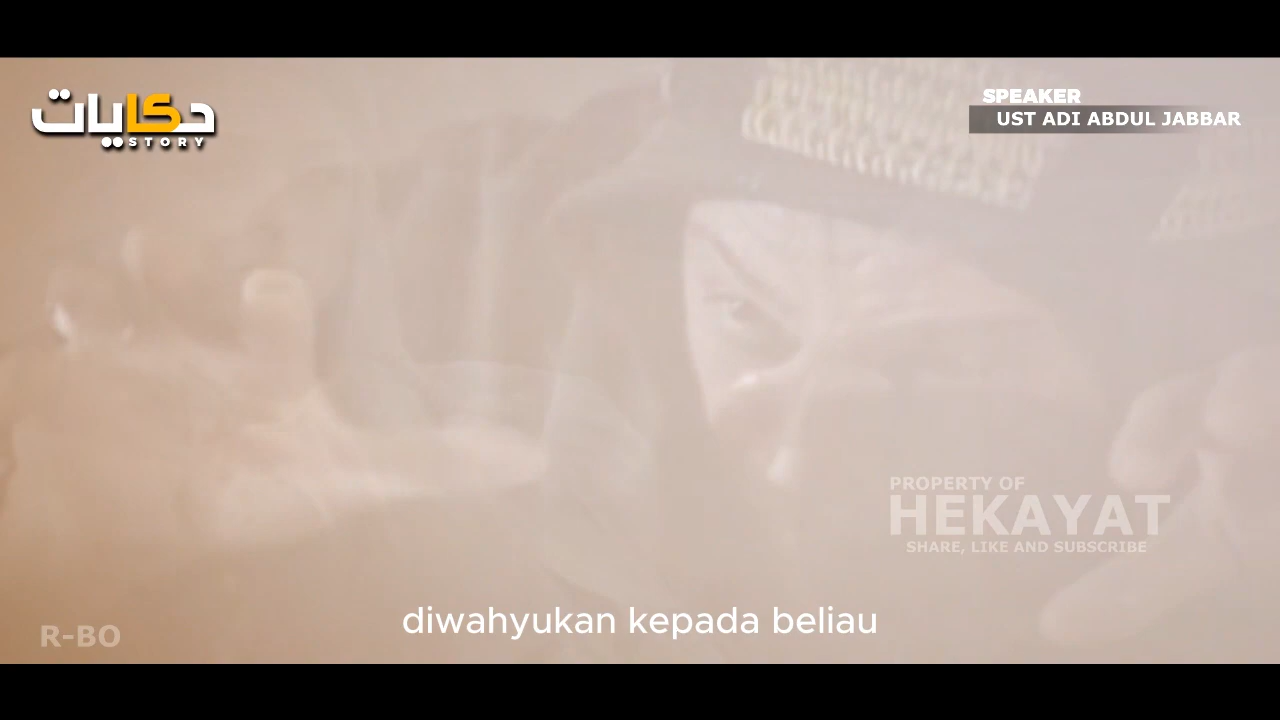 حكايات
STORY
SPEAKER
UST ADI ABDUL JABBAR
PROPERTY OF
HEKAYAT
SHARE, LIKE AND SUBSCRIBE
diwahyukan kepada beliau
R-BO